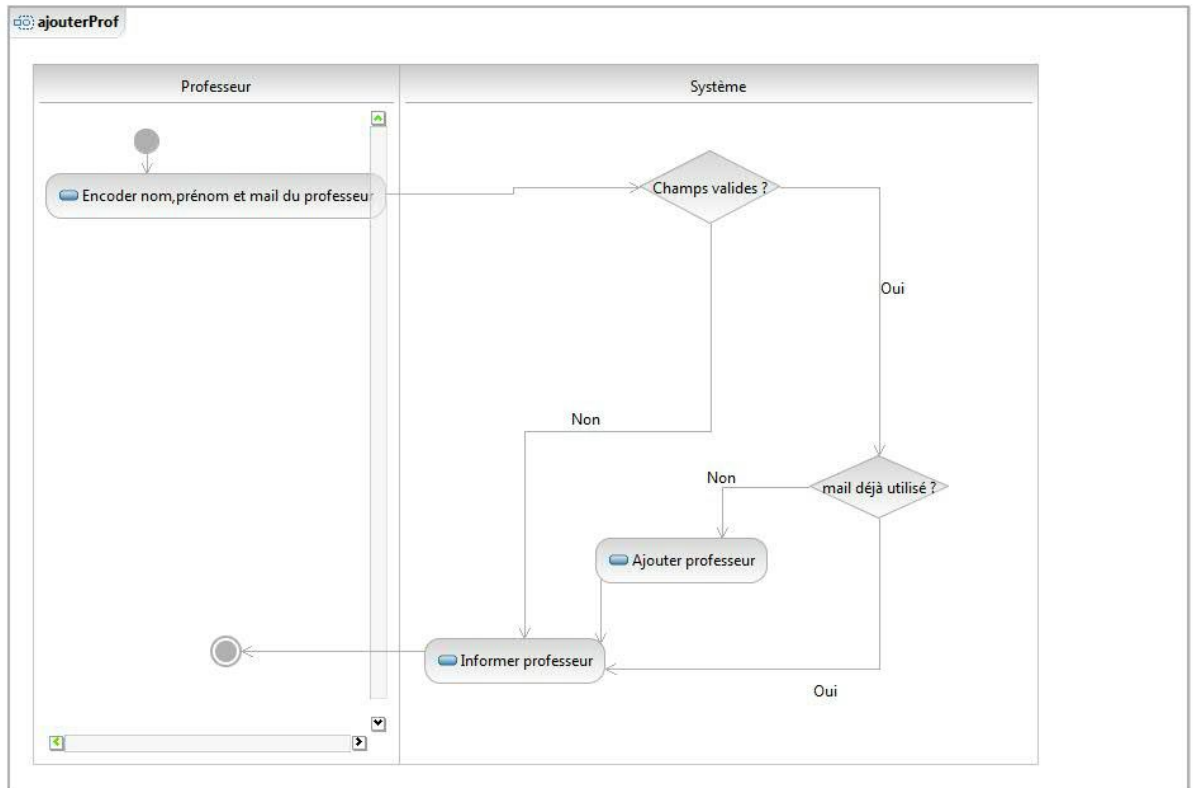 ajouterProf
Professeur
Système
Encoder nom,prénom et mail du professeur
Champs valides ?
Oui
Non
Non
mail déjà utilisé ?
Ajouter professeur
Informer professeur
Oui